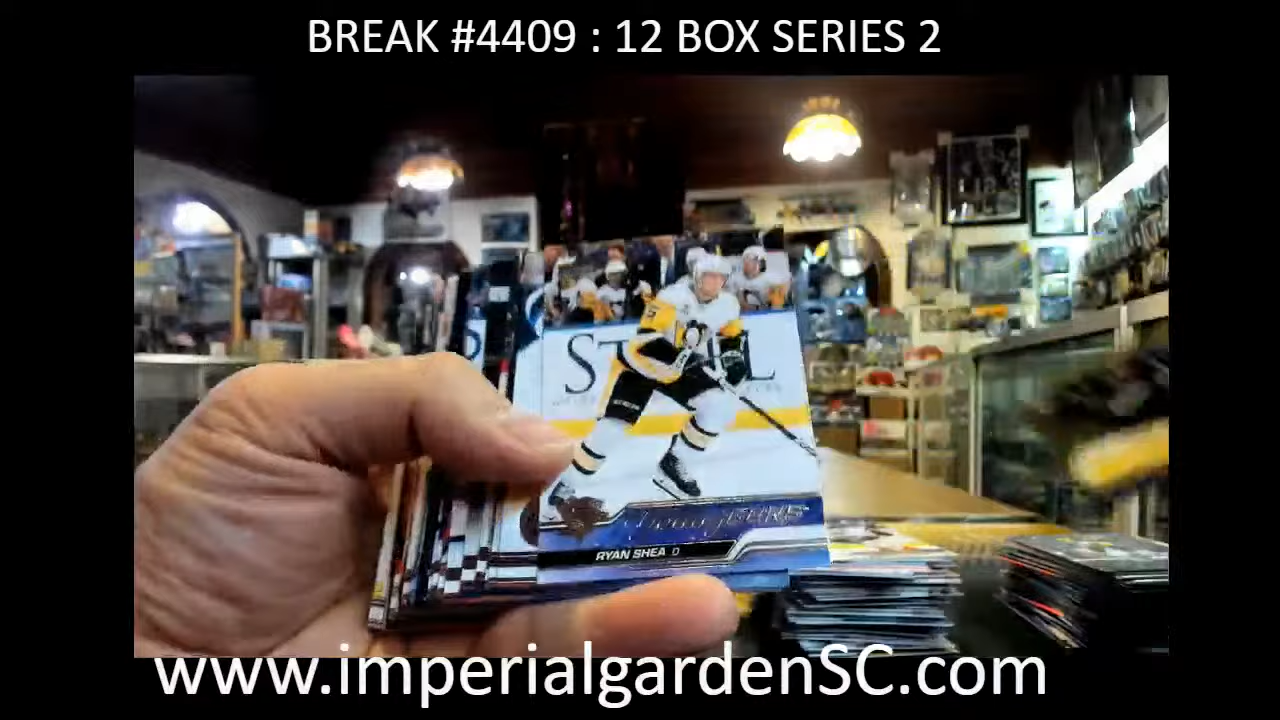 BREAK #4409 : 12 BOX SERIES 2
Young GUNS
RYAN SHEA D
www.imperialgardenSC.com